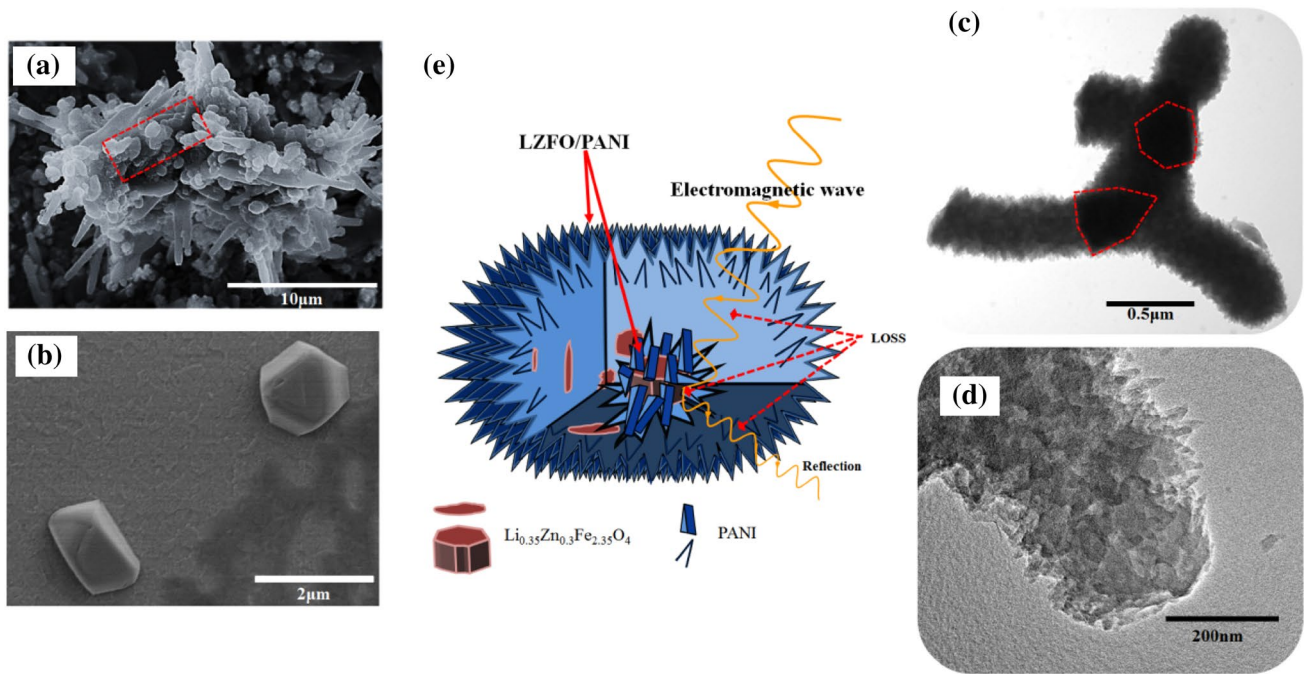 (a)
10μm
(b)
2μm
(e)
LZFO/PANI
Electromagnetic wave
LOSS
Reflection
Li0.35Zn0.3Fe2.35O4
PANI
(c)
0.5μm
(d)
200nm